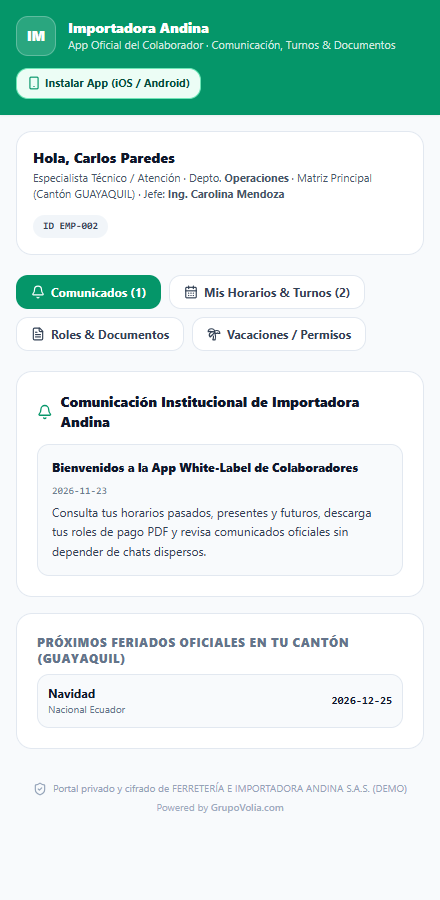 IM
Importadora Andina
App Oficial del Colaborador · Comunicación, Turnos & Documentos
Instalar App (iOS / Android)
Hola, Carlos Paredes
Especialista Técnico / Atención · Depto. Operaciones · Matriz Principal
(Cantón GUAYAQUIL) · Jefe: Ing. Carolina Mendoza
ID EMP-002
Comunicados (1)
Mis Horarios & Turnos (2)
Roles & Documentos
Vacaciones / Permisos
Comunicación Institucional de Importadora
Andina
Bienvenidos a la App White-Label de Colaboradores
2026-11-23
Consulta tus horarios pasados, presentes y futuros, descarga
tus roles de pago PDF y revisa comunicados oficiales sin
depender de chats dispersos.
PRÓXIMOS FERIADOS OFICIALES EN TU CANTÓN
(GUAYAQUIL)
Navidad
Nacional Ecuador
2026-12-25
Portal privado y cifrado de FERRETERÍA E IMPORTADORA ANDINA S.A.S. (DEMO)
Powered by GrupoVolia.com